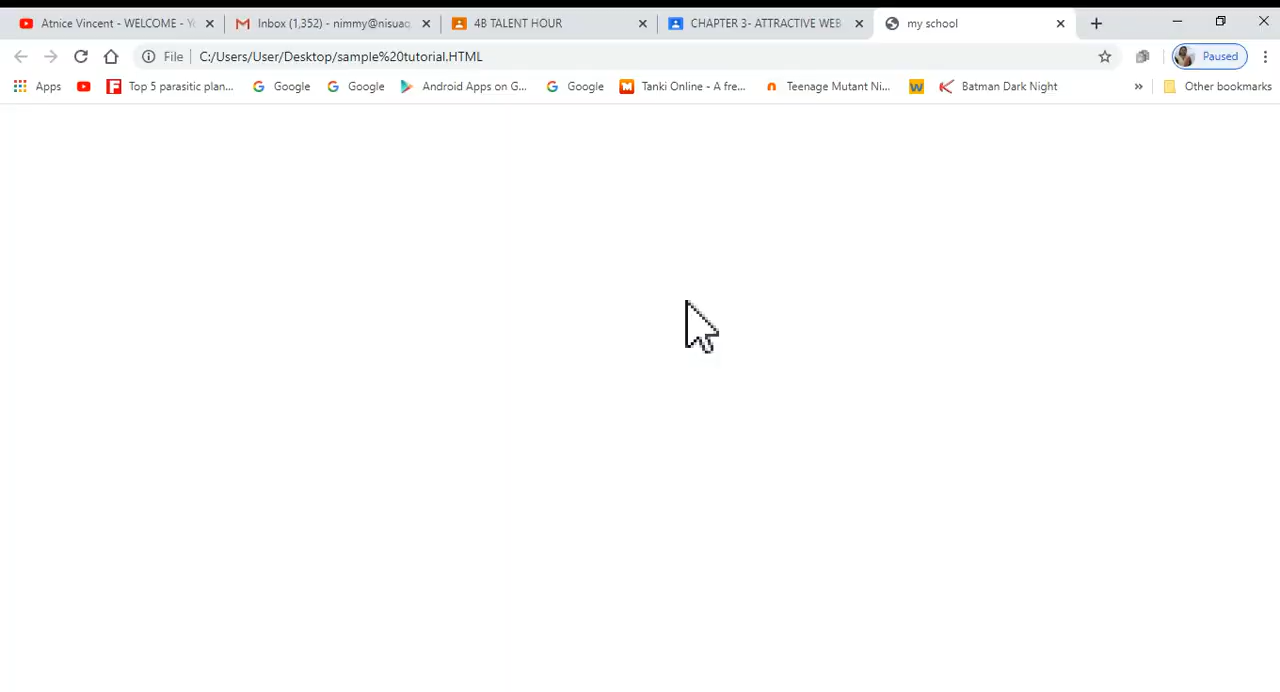 Atnice Vincent - WELCOME - Y
Inbox (1,352) - nimmy@nisuaq
4B TALENT HOUR
CHAPTER 3- ATTRACTIVE WEB
my school
File
C:/Users/User/Desktop/sample%20tutorial.HTML
Paused
Apps
Top 5 parasitic plan...
Google
Google
Android Apps on G...
Google
Tanki Online - A fre...
Teenage Mutant Ni...
W
Batman Dark Night
»
Other bookmarks